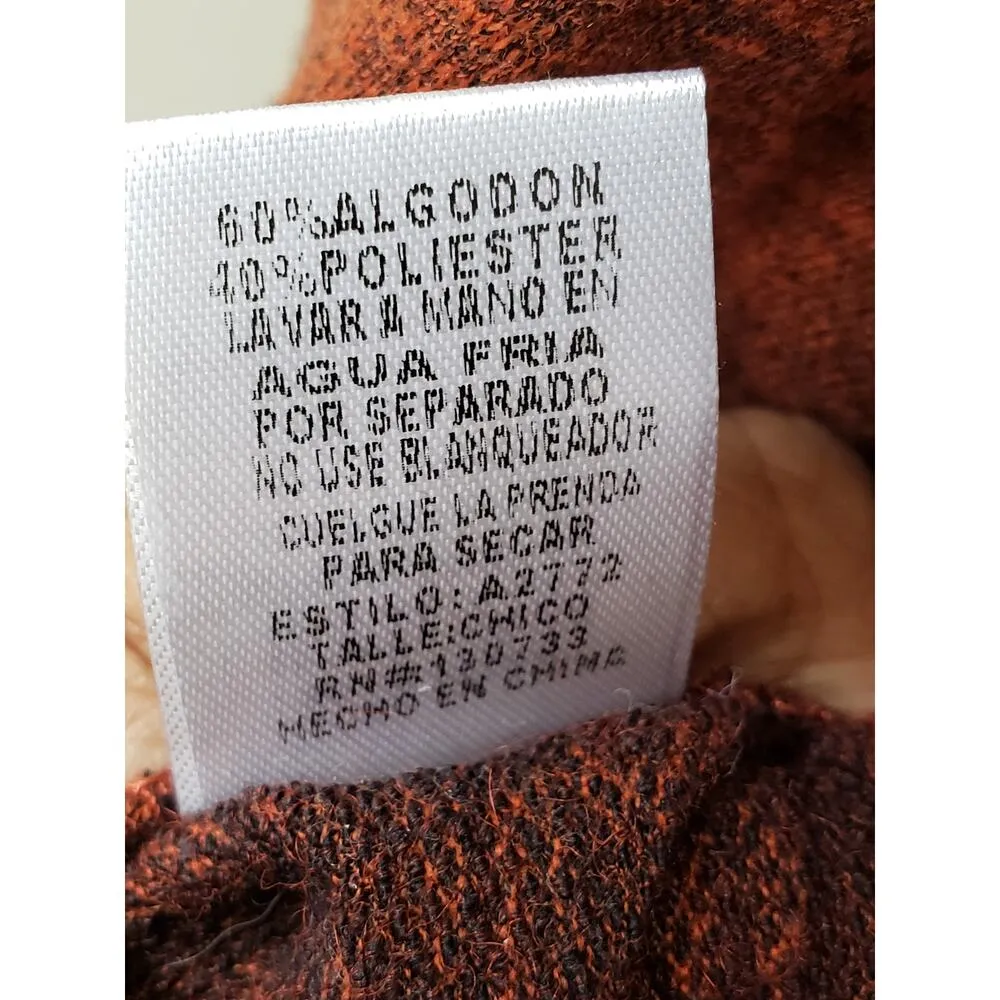 60%ALGODON
40%POLIESTER
LAVAR A MANO EN
AGUA FRIA
POR SEPARADO
NO USE BLANQUEADOR
CUELGUE LA PRENDA
PARA SECAR
ESTILO: A2772
TALLE:CHICO
RN#130733
HECHO EN CHINA